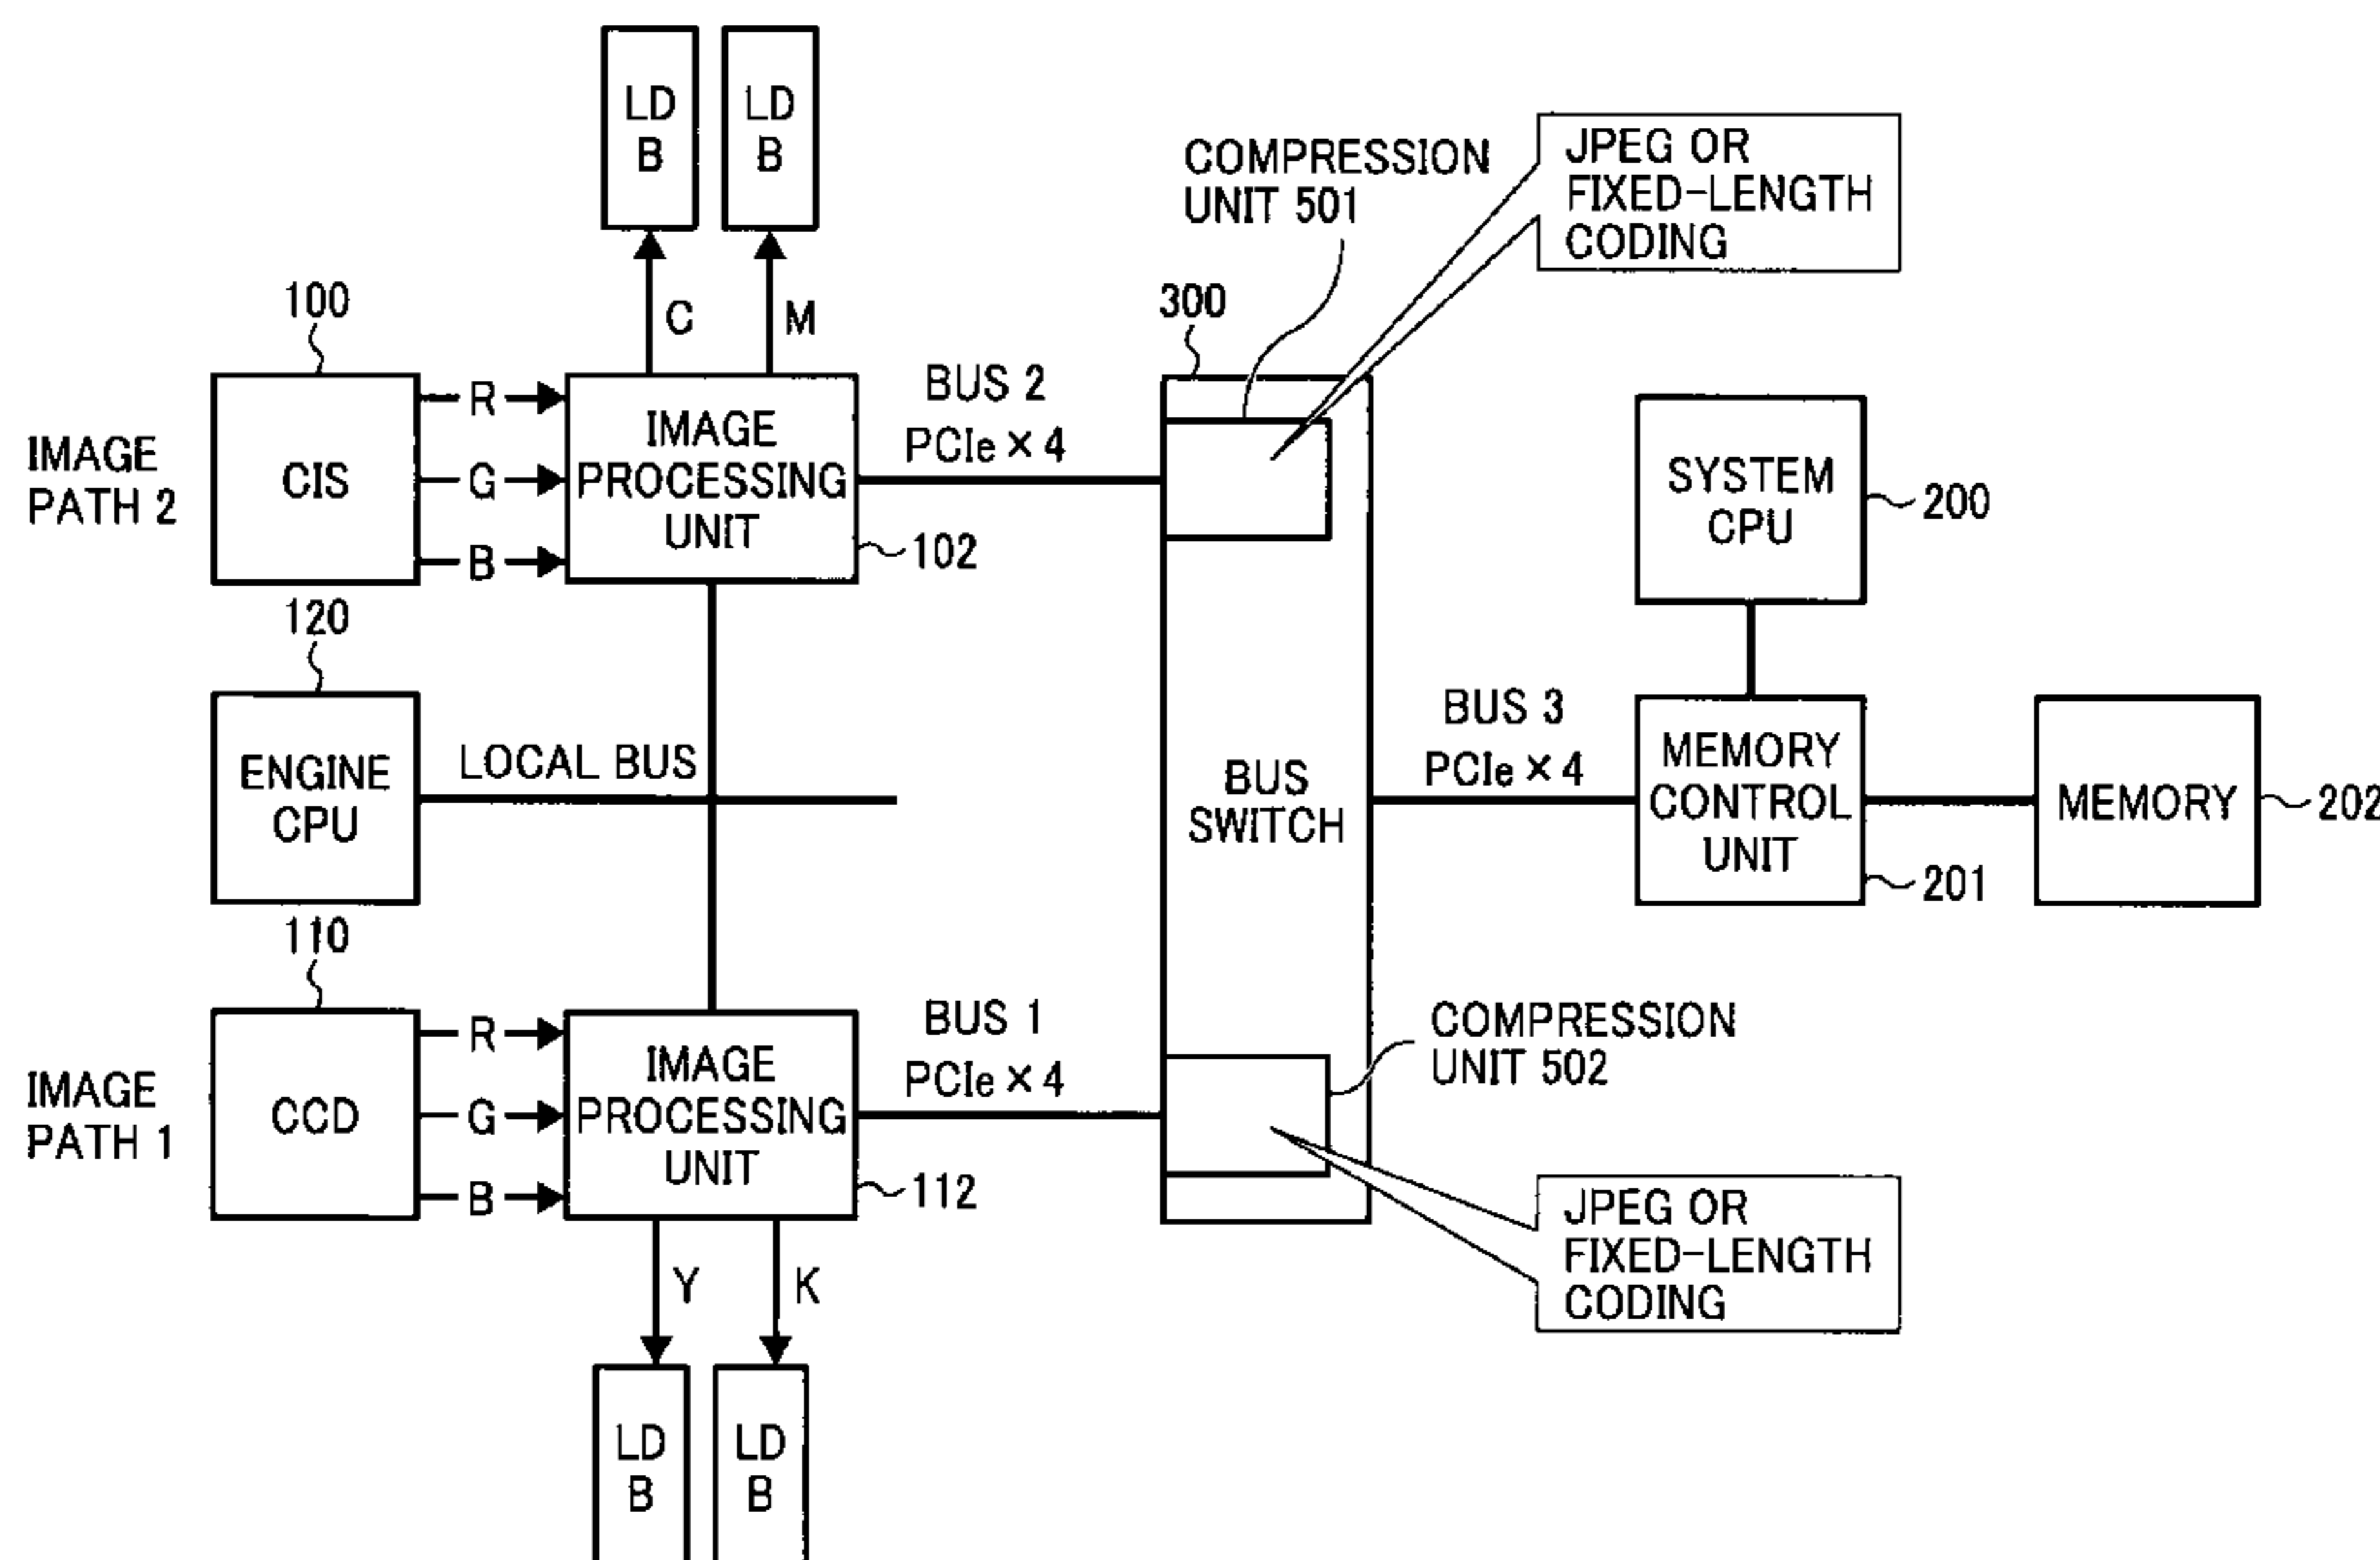 LD
B
LD
B
COMPRESSION
UNIT 501
JPEG OR
FIXED-LENGTH
CODING
100
C
M
300
IMAGE
PATH 2
CIS
R
G
B
IMAGE
PROCESSING
UNIT
102
BUS 2
PCIe × 4
SYSTEM
CPU
200
120
ENGINE
CPU
LOCAL BUS
BUS
SWITCH
BUS 3
PCIe × 4
MEMORY
CONTROL
UNIT
201
MEMORY
202
110
IMAGE
PATH 1
CCD
R
G
B
IMAGE
PROCESSING
UNIT
112
BUS 1
PCIe × 4
COMPRESSION
UNIT 502
JPEG OR
FIXED-LENGTH
CODING
Y
K
LD
B
LD
B